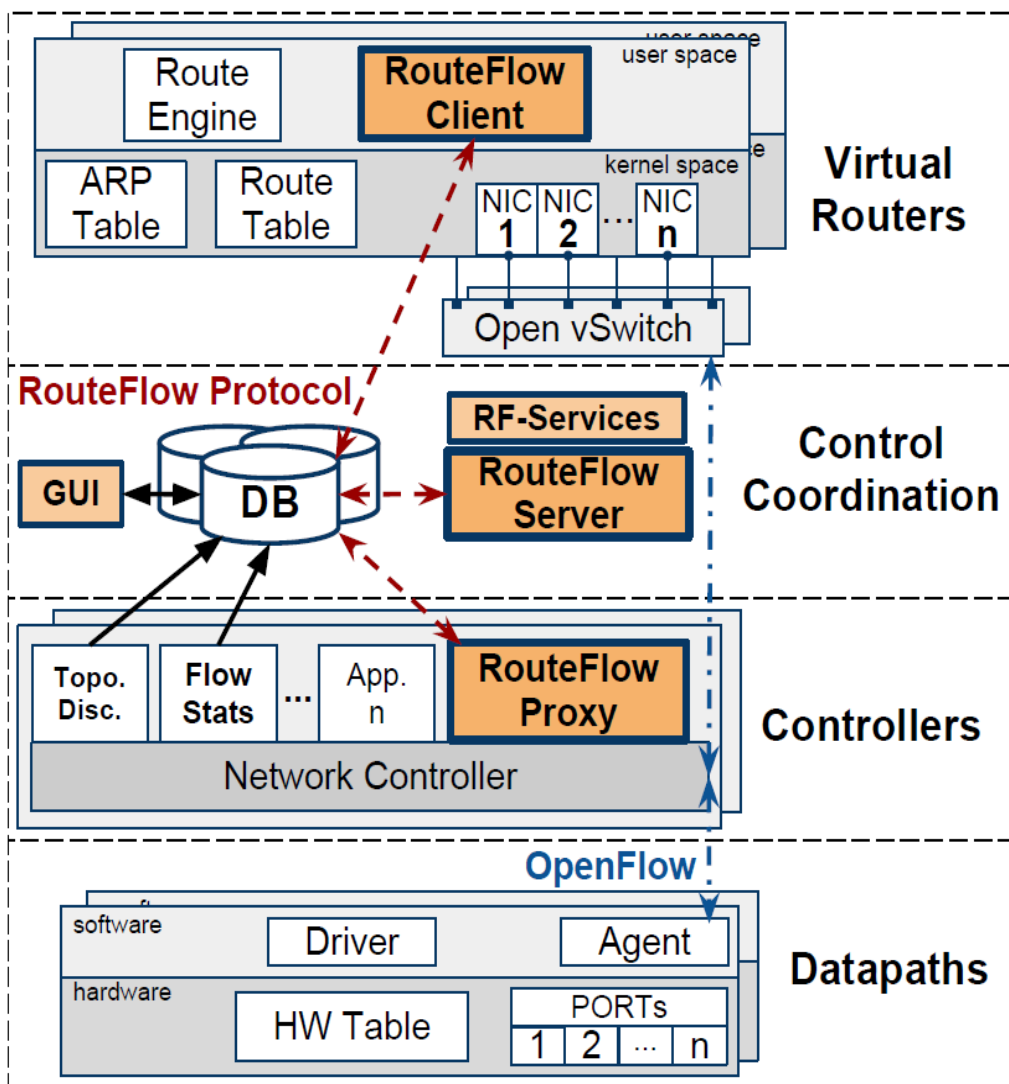 user space
user space
Route
Engine
RouteFlow
Client
kernel space
ARP
Table
Route
Table
NIC
1
NIC
2
...
NIC
n
Virtual
Routers
Open vSwitch
RouteFlow Protocol
RF-Services
GUI
DB
RouteFlow
Server
Control
Coordination
Topo.
Disc.
Flow
Stats
...
App.
n
RouteFlow
Proxy
Network Controller
Controllers
OpenFlow
software
Driver
Agent
Datapaths
hardware
HW Table
PORTs
1 2 ... n